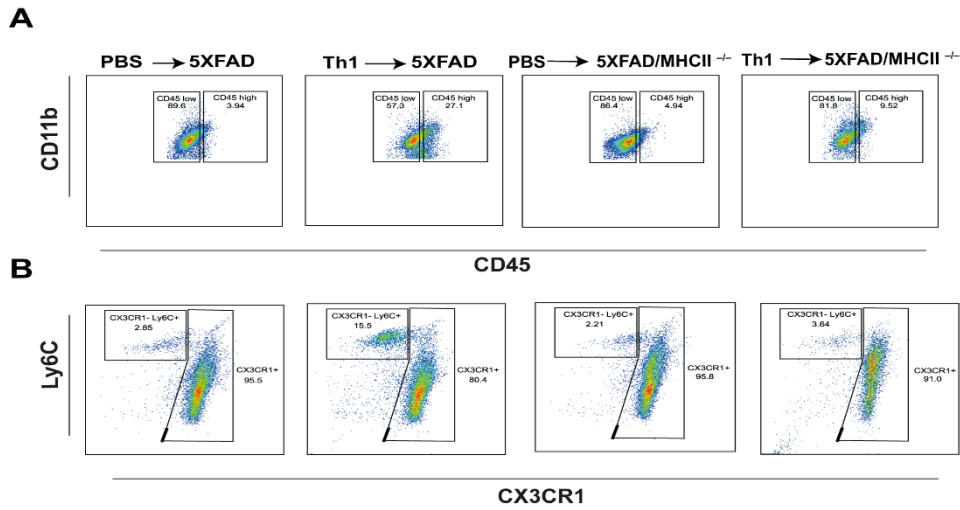 A
PBS → 5XFAD
Th1 → 5XFAD
PBS → 5XFAD/MHCII -/-
Th1 → 5XFAD/MHCII -/-
CD11b
CD45 low
89.6
CD45 high
3.94
CD45 low
57.3
CD45 high
27.1
CD45 low
86.4
CD45 high
4.94
CD45 low
81.8
CD45 high
9.52
CD45
B
Ly6C
CX3CR1- Ly6C+
2.85
CX3CR1+
95.5
CX3CR1- Ly6C+
15.5
CX3CR1+
80.4
CX3CR1- Ly6C+
2.21
CX3CR1+
95.8
CX3CR1- Ly6C+
3.64
CX3CR1+
91.0
CX3CR1